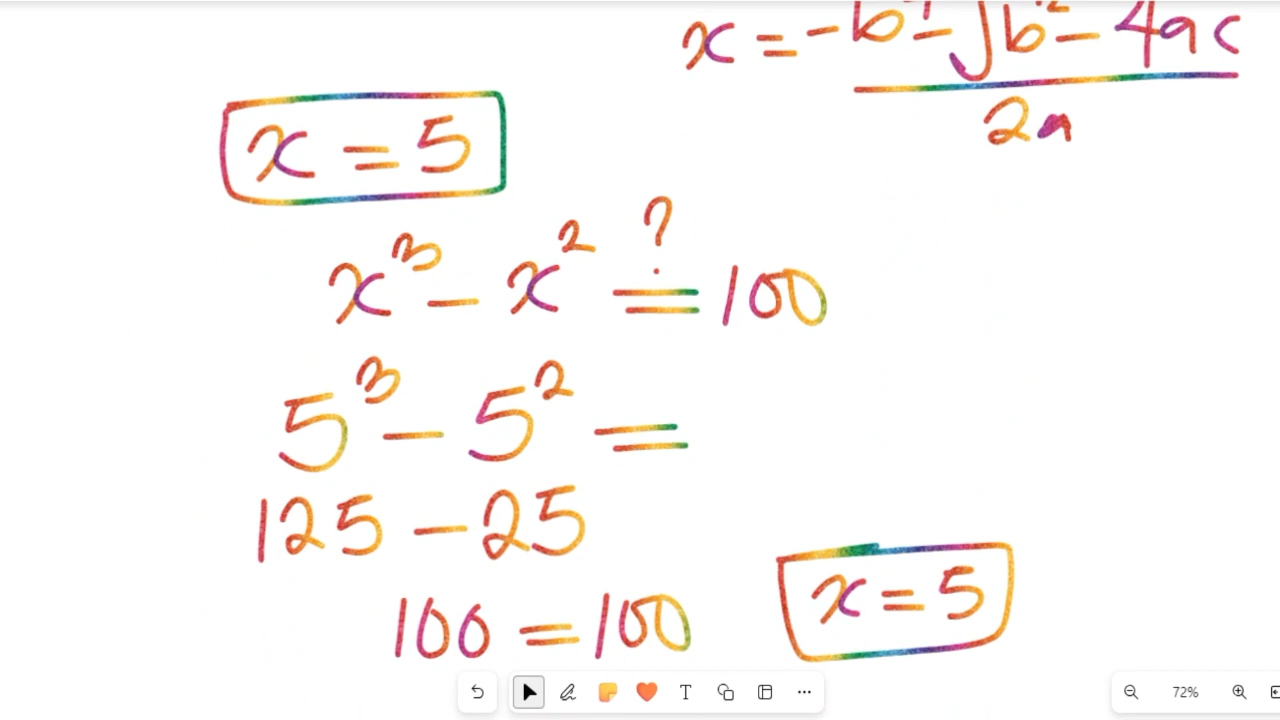 x = -b ± √b² - 4ac
2a
x = 5
x³ - x² ≟ 100
5³ - 5² =
125 - 25
100 = 100
x = 5
T
72%